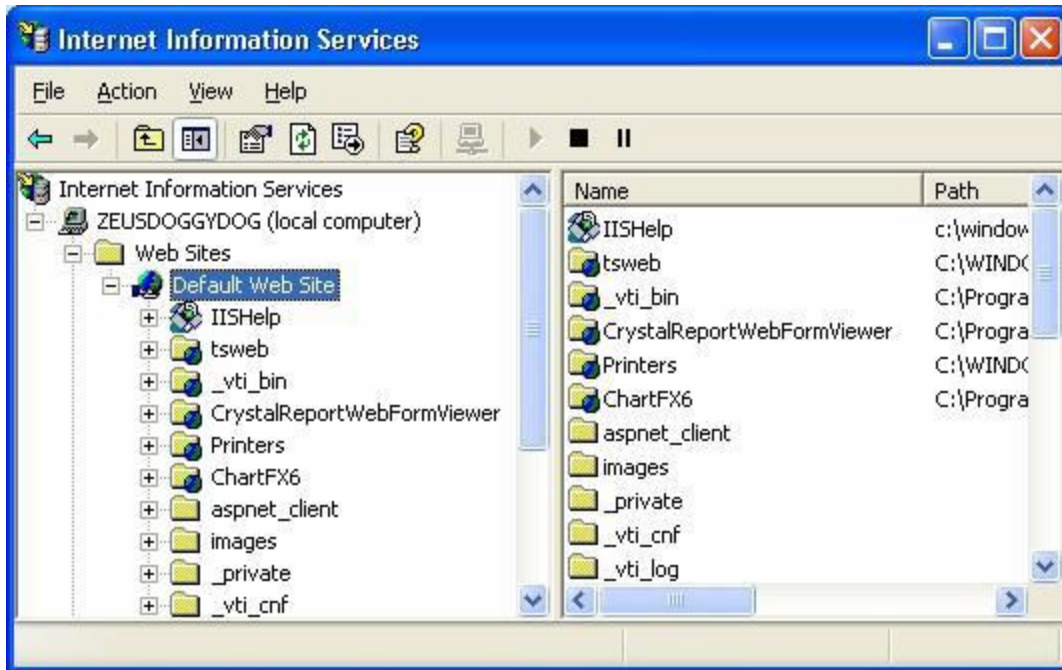 Internet Information Services
File Action View Help
Internet Information Services
ZEUSDOGGYDOG (local computer)
Web Sites
Default Web Site
IISHelp
tsweb
_vti_bin
CrystalReportWebFormViewer
Printers
ChartFX6
aspnet_client
images
_private
_vti_cnf
Name Path
IISHelp c:\window
tsweb C:\WINDO
_vti_bin C:\Progra
CrystalReportWebFormViewer C:\Progra
Printers C:\WINDO
ChartFX6 C:\Progra
aspnet_client
images
_private
_vti_cnf
_vti_log